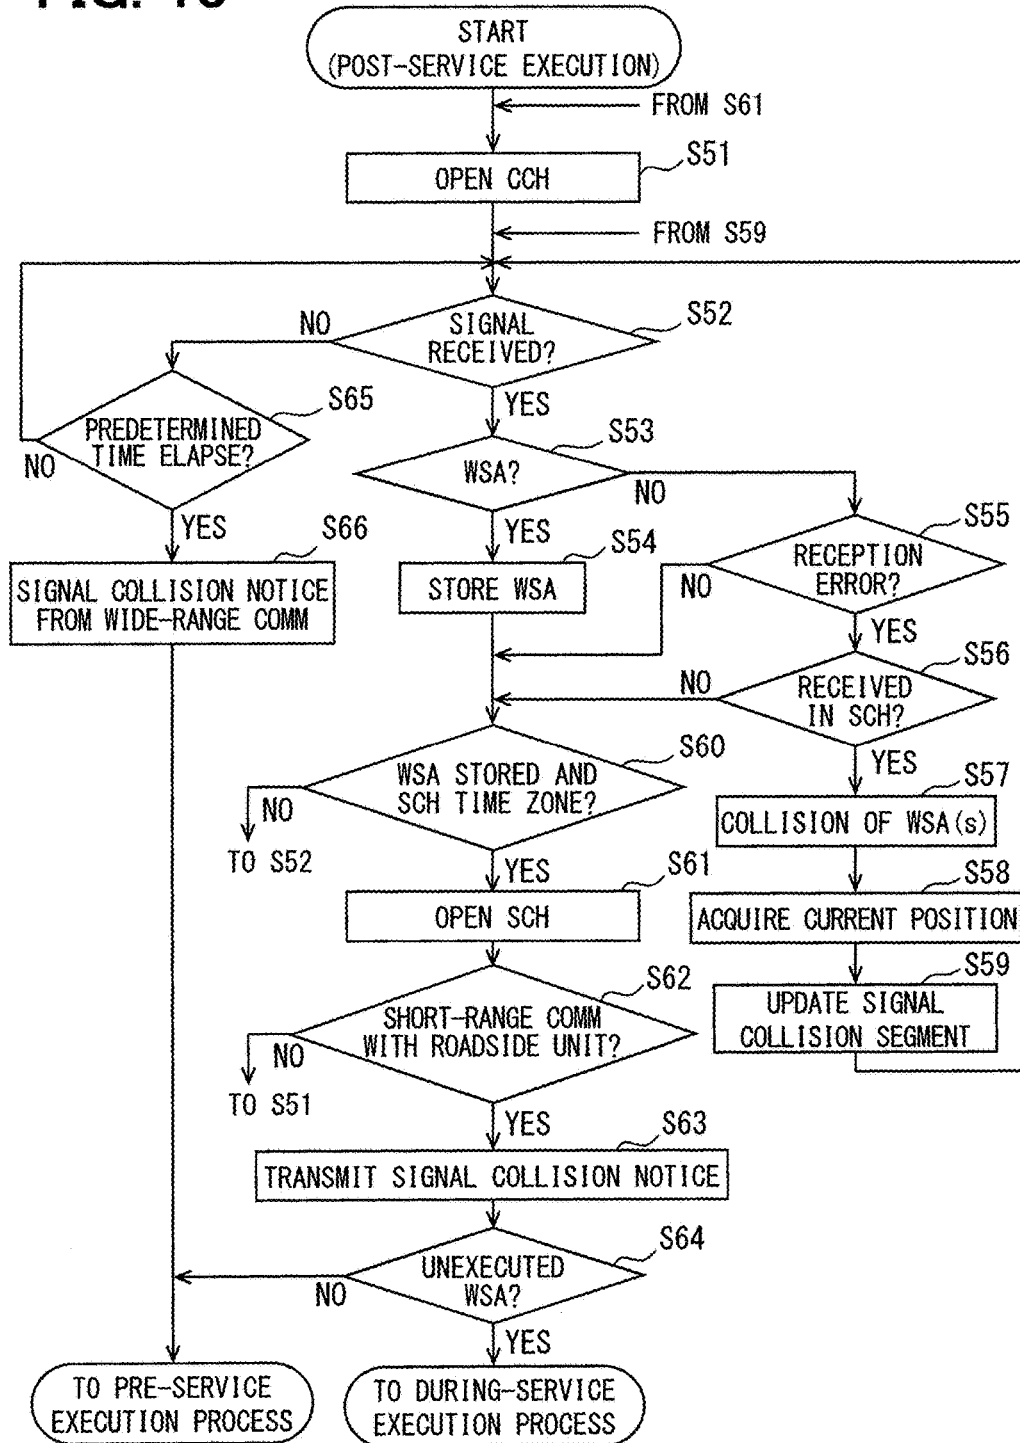 START
(POST-SERVICE EXECUTION)
FROM S61
S51
OPEN CCH
FROM S59
S52
NO
SIGNAL
RECEIVED?
YES
S65
PREDETERMINED
TIME ELAPSE?
NO
YES
S53
WSA?
NO
YES
S66
SIGNAL COLLISION NOTICE
FROM WIDE-RANGE COMM
S54
STORE WSA
S55
RECEPTION
ERROR?
NO
YES
S56
RECEIVED
IN SCH?
NO
YES
S60
WSA STORED AND
SCH TIME ZONE?
NO
TO S52
YES
S57
COLLISION OF WSA(s)
S58
ACQUIRE CURRENT POSITION
S59
UPDATE SIGNAL
COLLISION SEGMENT
S61
OPEN SCH
S62
SHORT-RANGE COMM
WITH ROADSIDE UNIT?
NO
TO S51
YES
S63
TRANSMIT SIGNAL COLLISION NOTICE
S64
UNEXECUTED
WSA?
NO
YES
TO PRE-SERVICE
EXECUTION PROCESS
TO DURING-SERVICE
EXECUTION PROCESS